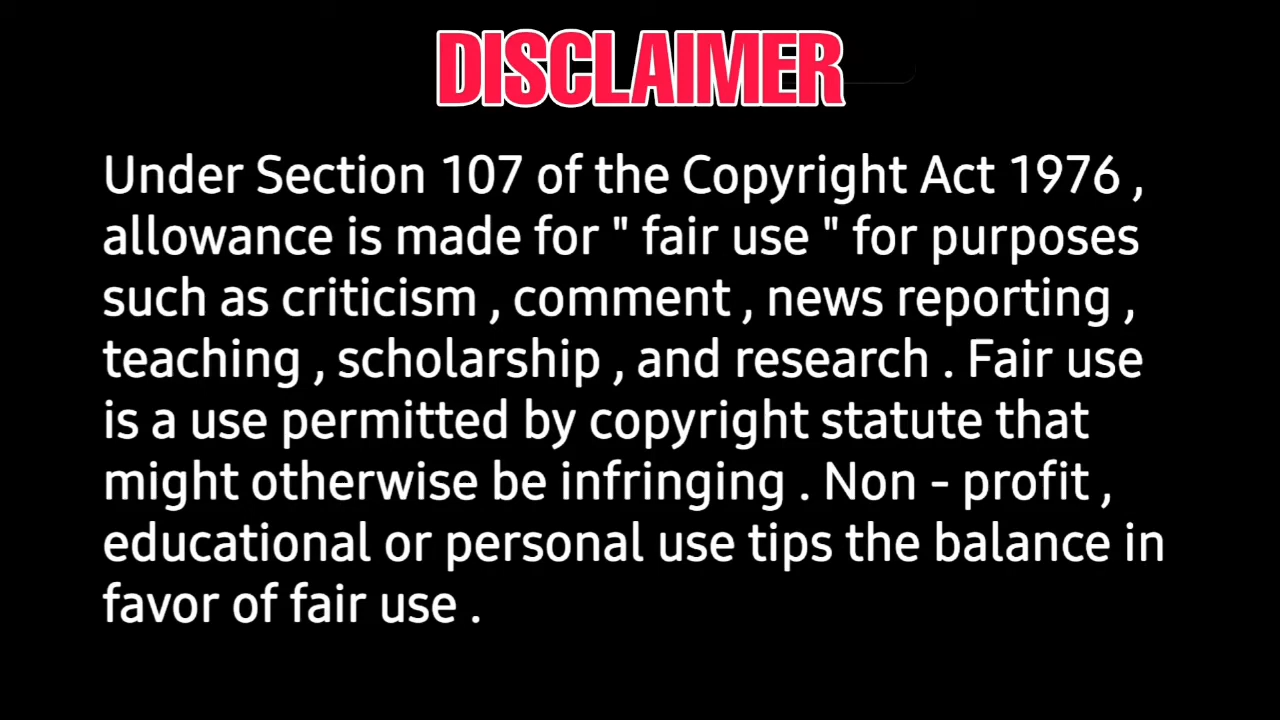 DISCLAIMER
Under Section 107 of the Copyright Act 1976 ,
allowance is made for " fair use " for purposes
such as criticism , comment , news reporting ,
teaching , scholarship , and research . Fair use
is a use permitted by copyright statute that
might otherwise be infringing . Non - profit ,
educational or personal use tips the balance in
favor of fair use .